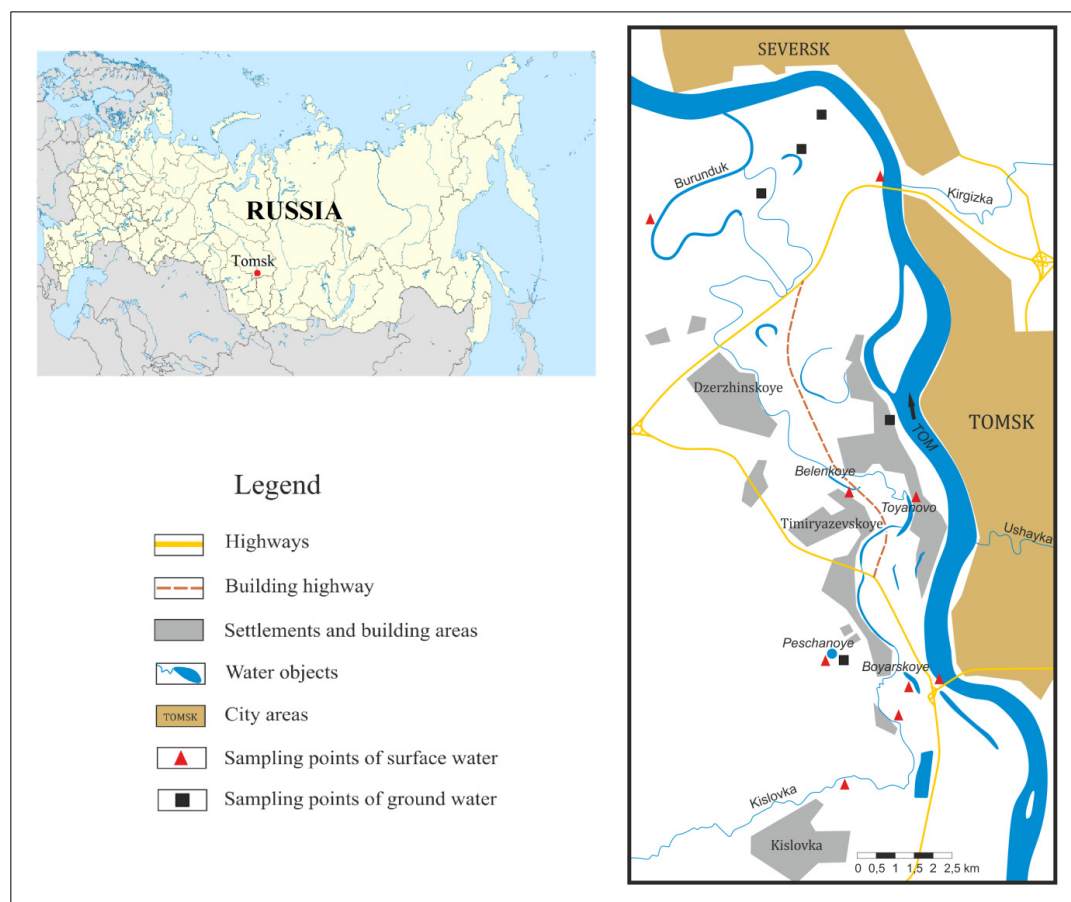 RUSSIA
Tomsk
Legend
Highways
Building highway
Settlements and building areas
Water objects
TOMSK
City areas
Sampling points of surface water
Sampling points of ground water
SEVERSK
Burunduk
Kirgizka
Dzerzhinskoye
TOMSK
TOM
Belenkoye
Toyanovo
Timiryazevskoye
Ushayka
Peschanoye
Boyarskoye
Kislovka
Kislovka
0 0,5 1 1,5 2 2,5 km